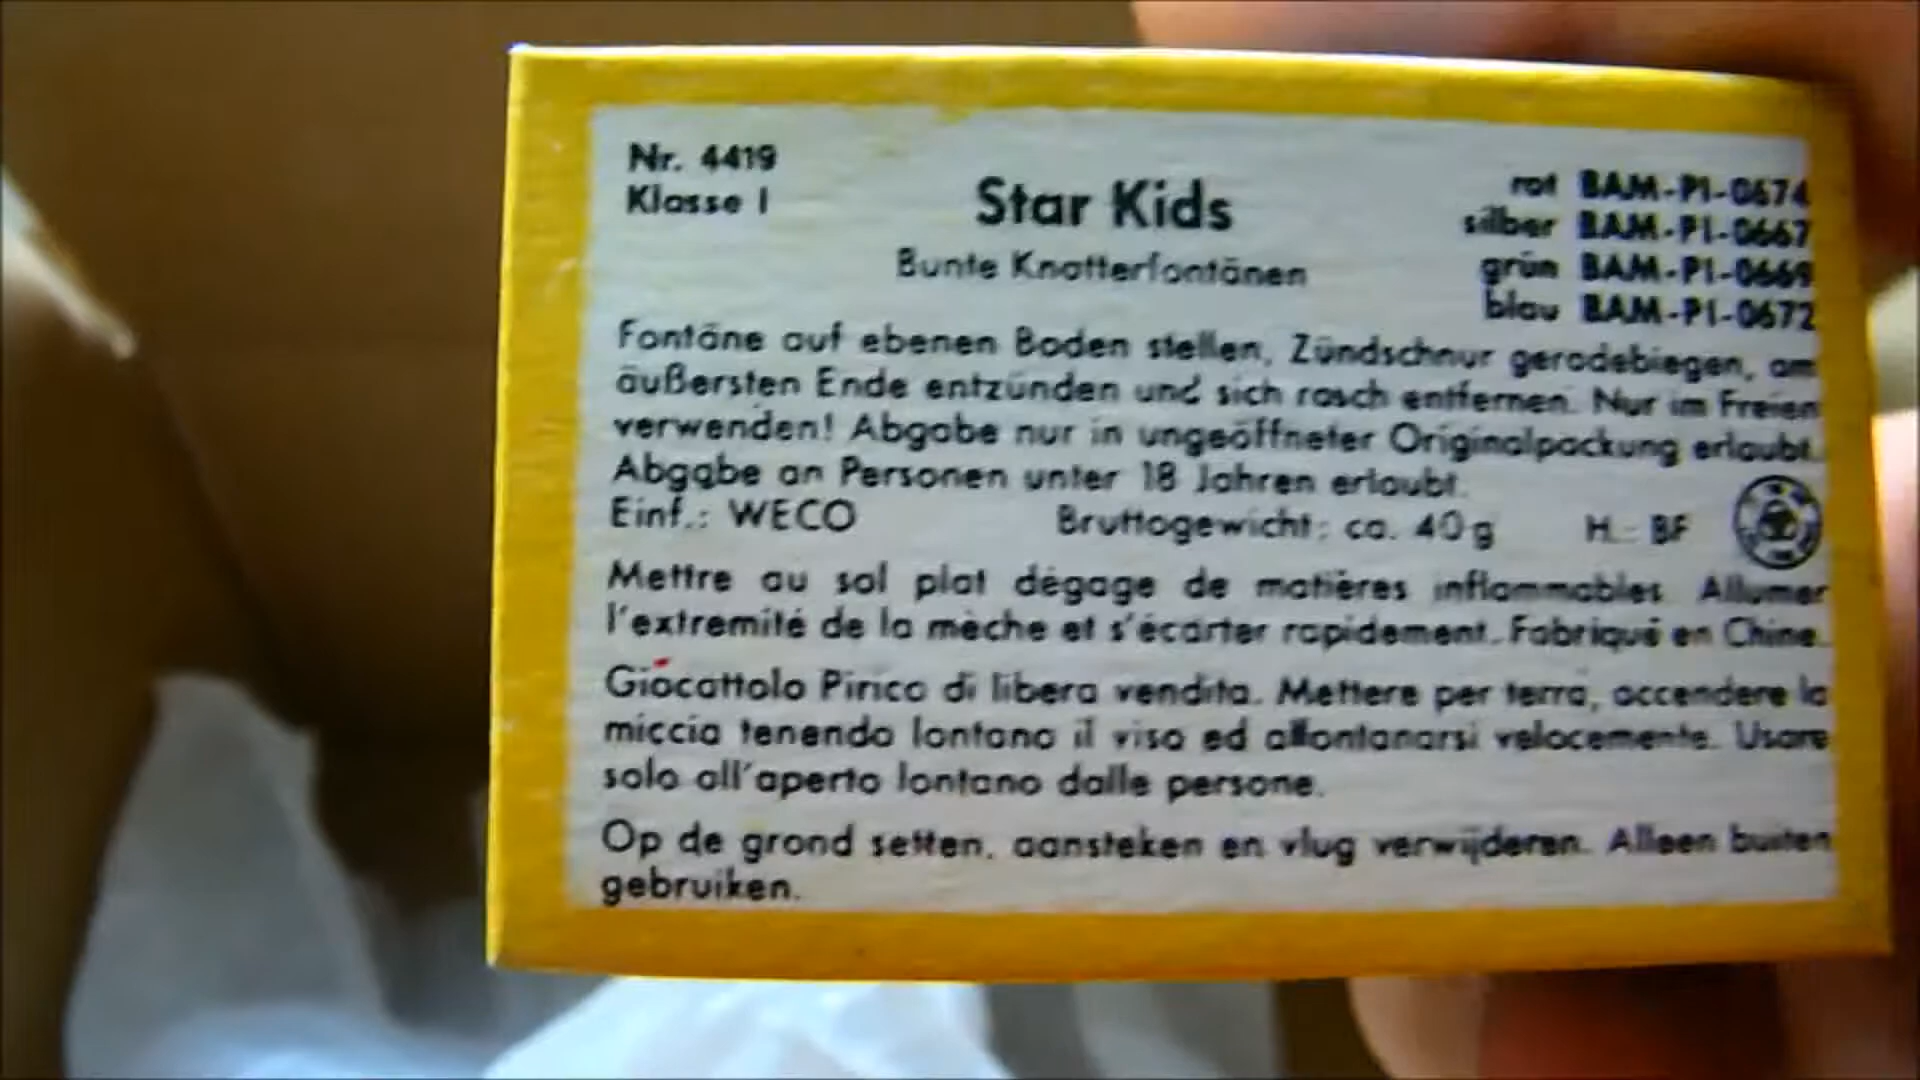 Nr. 4419
Klasse I
Star Kids
Bunte Knatterfontänen
rot BAM-PI-0674
silber BAM-PI-0667
grün BAM-PI-0669
blau BAM-PI-0672
Fontäne auf ebenen Boden stellen, Zündschnur geradebiegen, am
äußersten Ende entzünden und sich rasch entfernen. Nur im Freien
verwenden! Abgabe nur in ungeöffneter Originalpackung erlaubt.
Abgabe an Personen unter 18 Jahren erlaubt.
Einf.: WECO Bruttogewicht: ca. 40 g H.: BF
Mettre au sol plat dégage de matières inflammables. Allumer
l'extremité de la mèche et s'écarter rapidement. Fabriqué en Chine.
Giocattolo Pirico di libera vendita. Mettere per terra, accendere la
miccia tenendo lontano il viso ed allontanarsi velocemente. Usare
solo all'aperto lontano dalle persone.
Op de grond setten, aansteken en vlug verwijderen. Alleen buiten
gebruiken.